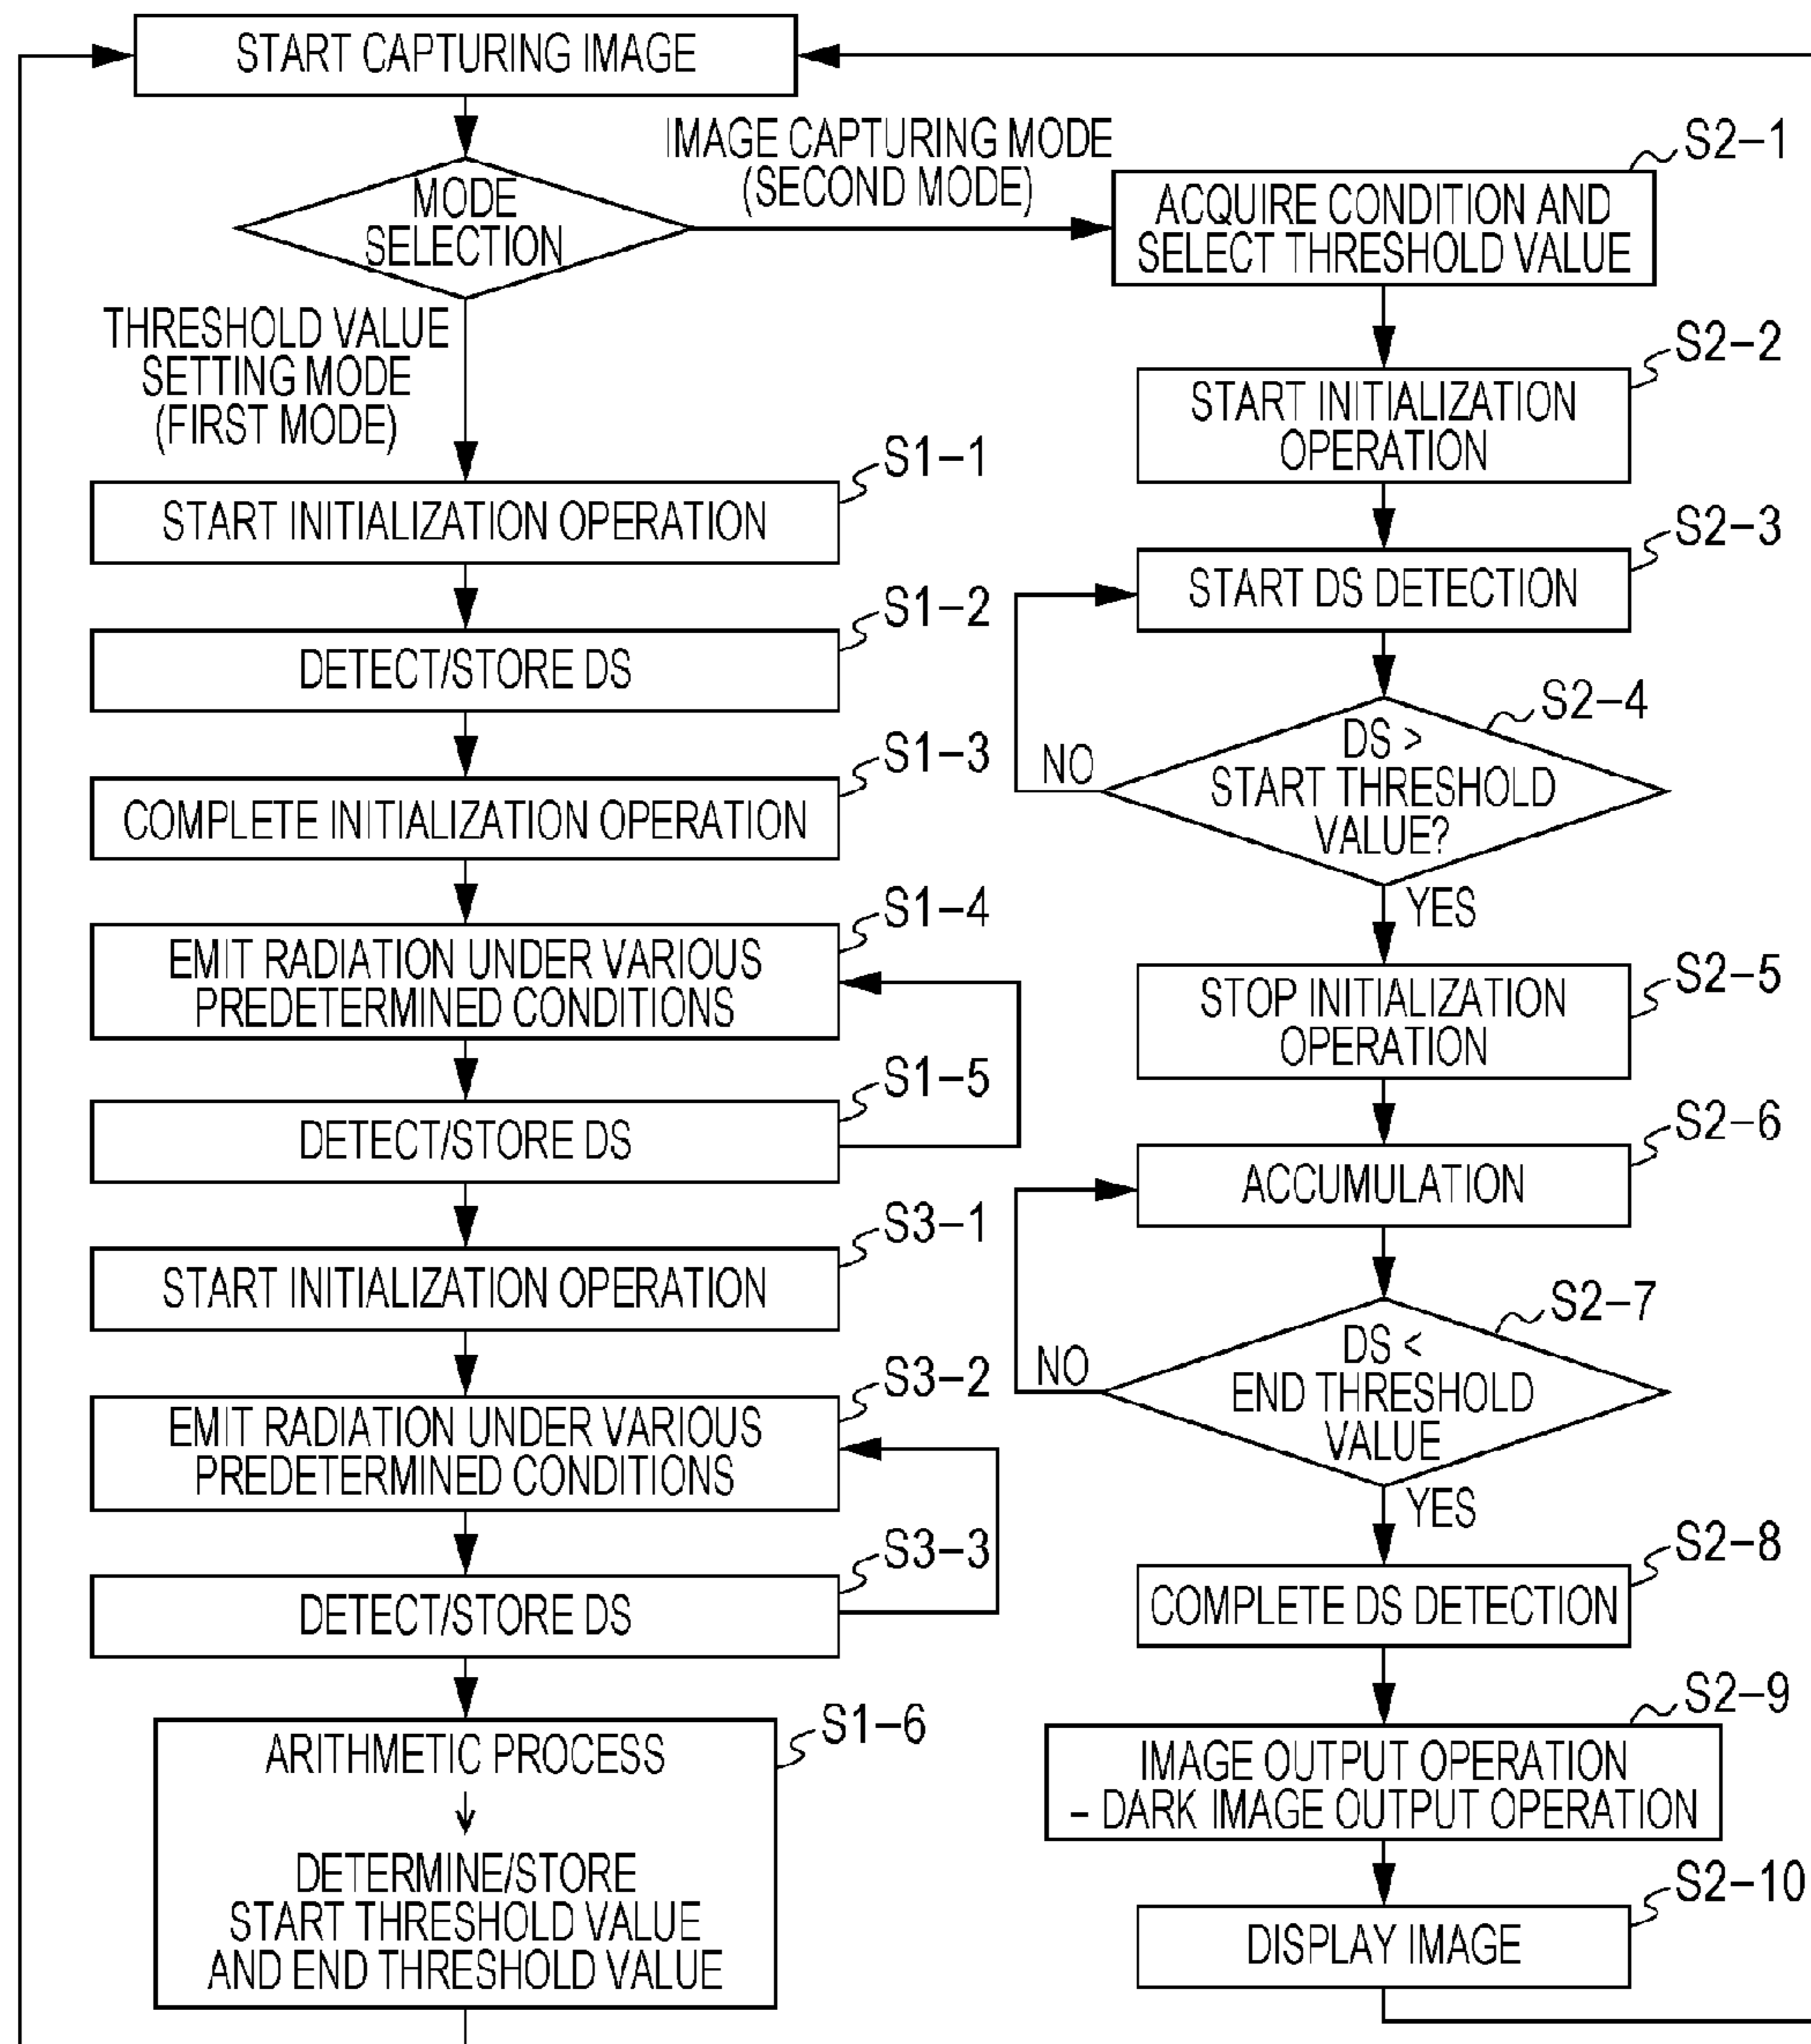 START CAPTURING IMAGE
MODE
SELECTION
IMAGE CAPTURING MODE
(SECOND MODE)
THRESHOLD VALUE
SETTING MODE
(FIRST MODE)
S1-1
START INITIALIZATION OPERATION
S1-2
DETECT/STORE DS
S1-3
COMPLETE INITIALIZATION OPERATION
S1-4
EMIT RADIATION UNDER VARIOUS
PREDETERMINED CONDITIONS
S1-5
DETECT/STORE DS
S3-1
START INITIALIZATION OPERATION
S3-2
EMIT RADIATION UNDER VARIOUS
PREDETERMINED CONDITIONS
S3-3
DETECT/STORE DS
S1-6
ARITHMETIC PROCESS
↓
DETERMINE/STORE
START THRESHOLD VALUE
AND END THRESHOLD VALUE
S2-1
ACQUIRE CONDITION AND
SELECT THRESHOLD VALUE
S2-2
START INITIALIZATION
OPERATION
S2-3
START DS DETECTION
S2-4
DS >
START THRESHOLD
VALUE?
NO
YES
S2-5
STOP INITIALIZATION
OPERATION
S2-6
ACCUMULATION
S2-7
DS <
END THRESHOLD
VALUE
NO
YES
S2-8
COMPLETE DS DETECTION
S2-9
IMAGE OUTPUT OPERATION
– DARK IMAGE OUTPUT OPERATION
S2-10
DISPLAY IMAGE